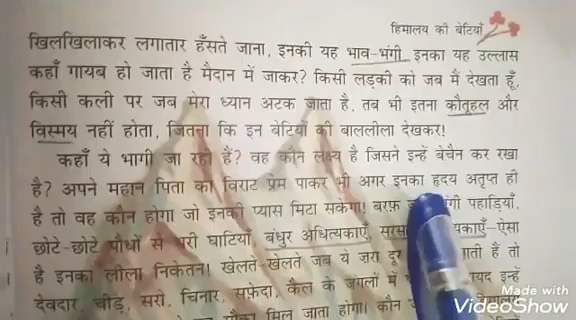 हिमालय की बेटियाँ
खिलखिलाकर लगातार हँसते जाना, इनकी यह भाव-भंगी, इनका यह उल्लास
कहाँ गायब हो जाता है मैदान में जाकर? किसी लड़की को जब मैं देखता हूँ,
किसी कली पर जब मेरा ध्यान अटक जाता है, तब भी इतना कौतूहल और
विस्मय नहीं होता, जितना कि इन बेटियों की बाललीला देखकर!
कहाँ ये भागी जा रही हैं? वह कौन लक्ष्य है जिसने इन्हें बेचैन कर रखा
है? अपने महान पिता का विराट प्रेम पाकर भी अगर इनका हृदय अतृप्त ही
है तो वह कौन होगा जो इनकी प्यास मिटा सकेगा! बरफ़ पहाड़ियाँ,
छोटे-छोटे पौधों से भरी घाटियाँ, बंधुर अधित्यकाएँ, ऐसा
है इनका लीला निकेतन! खेलते-खेलते जब ये ज़रा दूर तो
देवदार, चीड़, सरो, चिनार, सफ़ेदा, कैल के जंगलों में इन्हें
मौका मिल जाता होगा। कौन
Made with
VideoShow